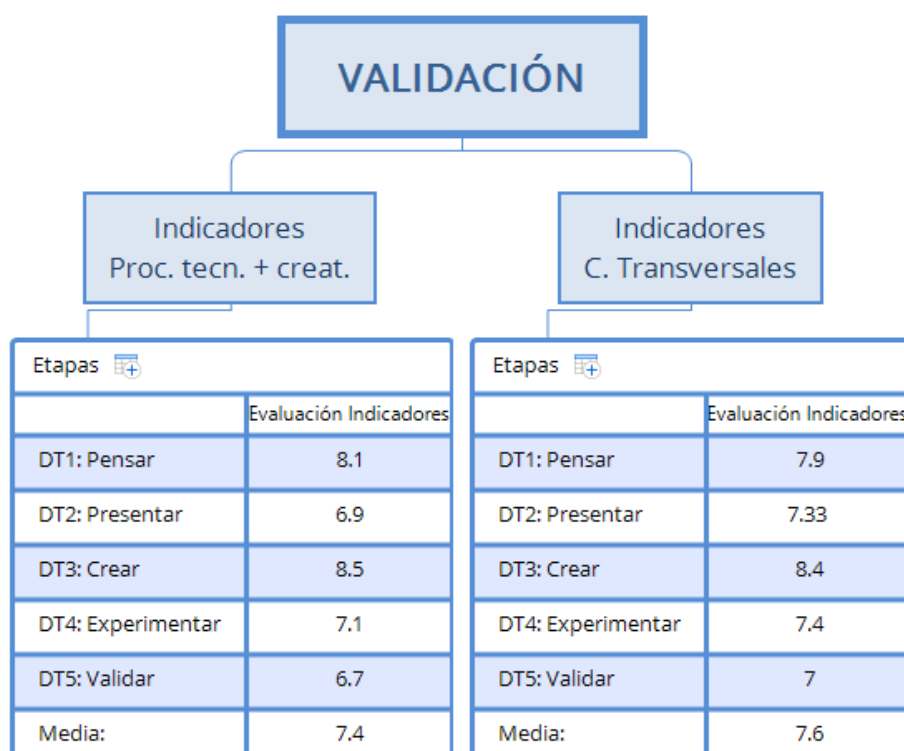 VALIDACIÓN
Indicadores
Proc. tecn. + creat.
Indicadores
C. Transversales
Etapas
Evaluación Indicadores
DT1: Pensar 8.1
DT2: Presentar 6.9
DT3: Crear 8.5
DT4: Experimentar 7.1
DT5: Validar 6.7
Media: 7.4
Etapas
Evaluación Indicadores
DT1: Pensar 7.9
DT2: Presentar 7.33
DT3: Crear 8.4
DT4: Experimentar 7.4
DT5: Validar 7
Media: 7.6